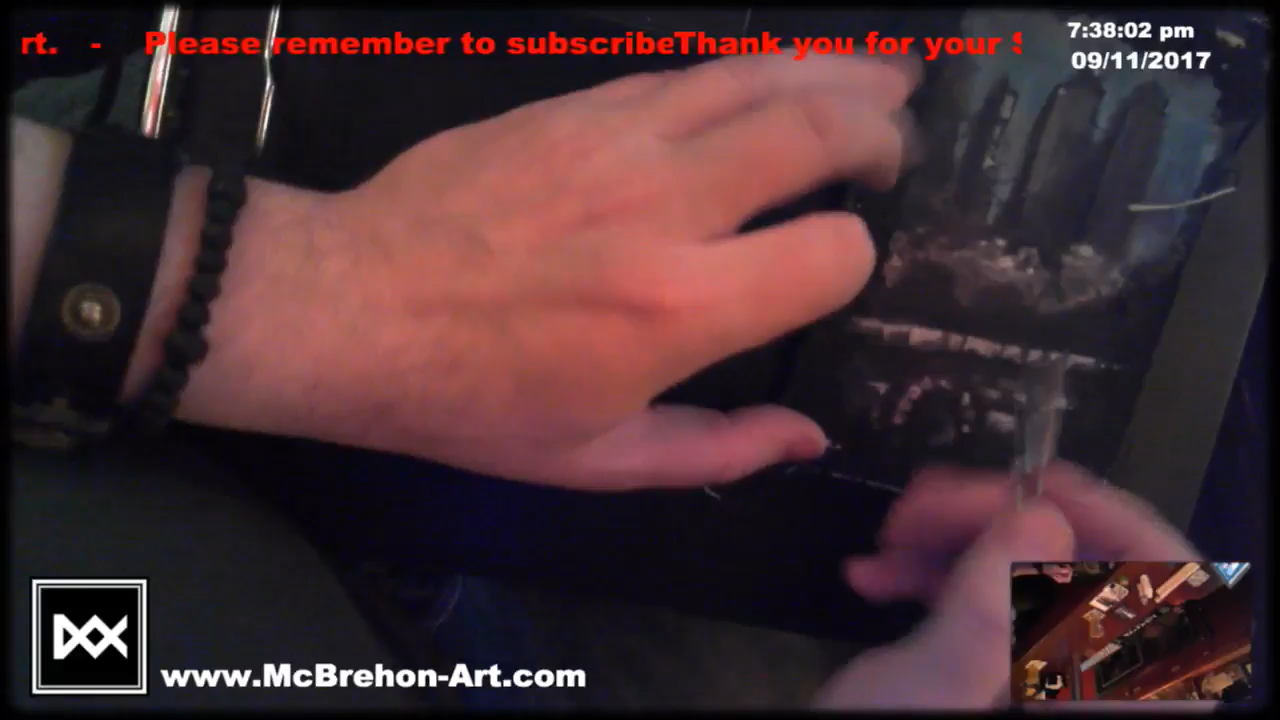 rt. - Please remember to subscribeThank you for your S
7:38:02 pm
09/11/2017
www.McBrehon-Art.com